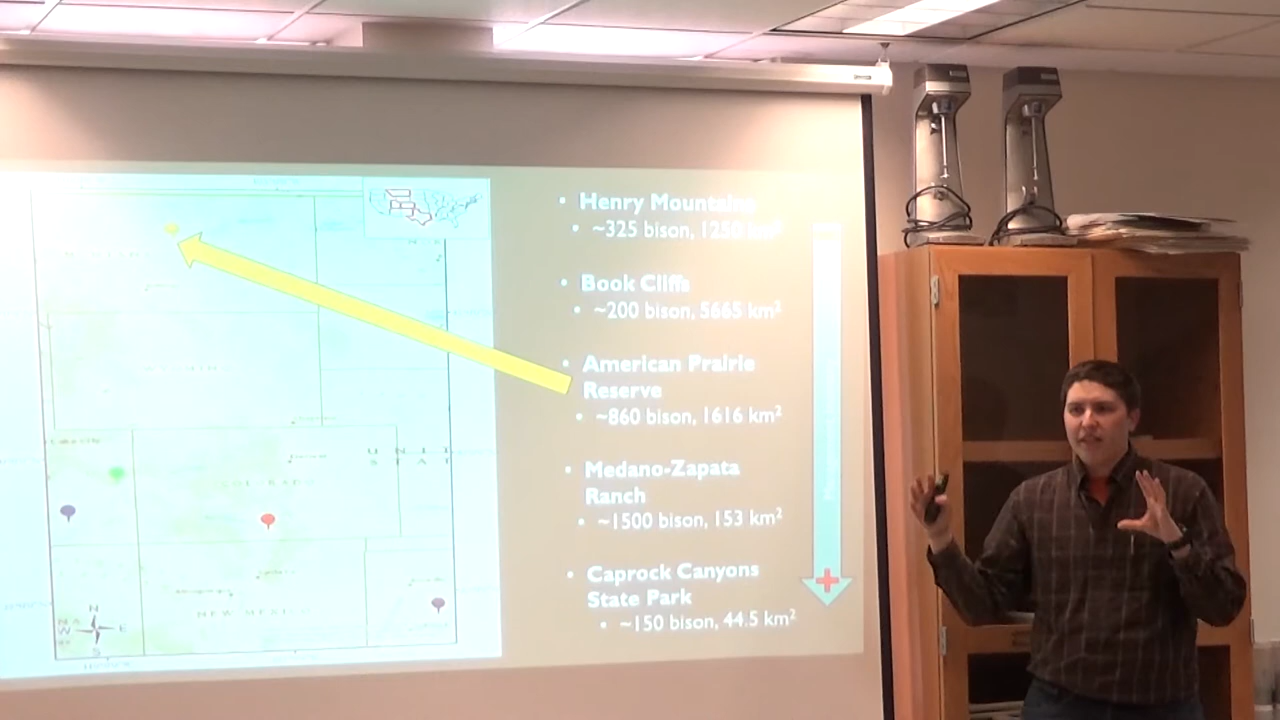 Henry Mountains
~325 bison, 1250 km²
Book Cliffs
~200 bison, 5665 km²
American Prairie
Reserve
~860 bison, 1616 km²
Medano-Zapata
Ranch
~1500 bison, 153 km²
Caprock Canyons
State Park
~150 bison, 44.5 km²
U N I T
S T A T
COLORADO
NEW MEXICO
N
W E
S